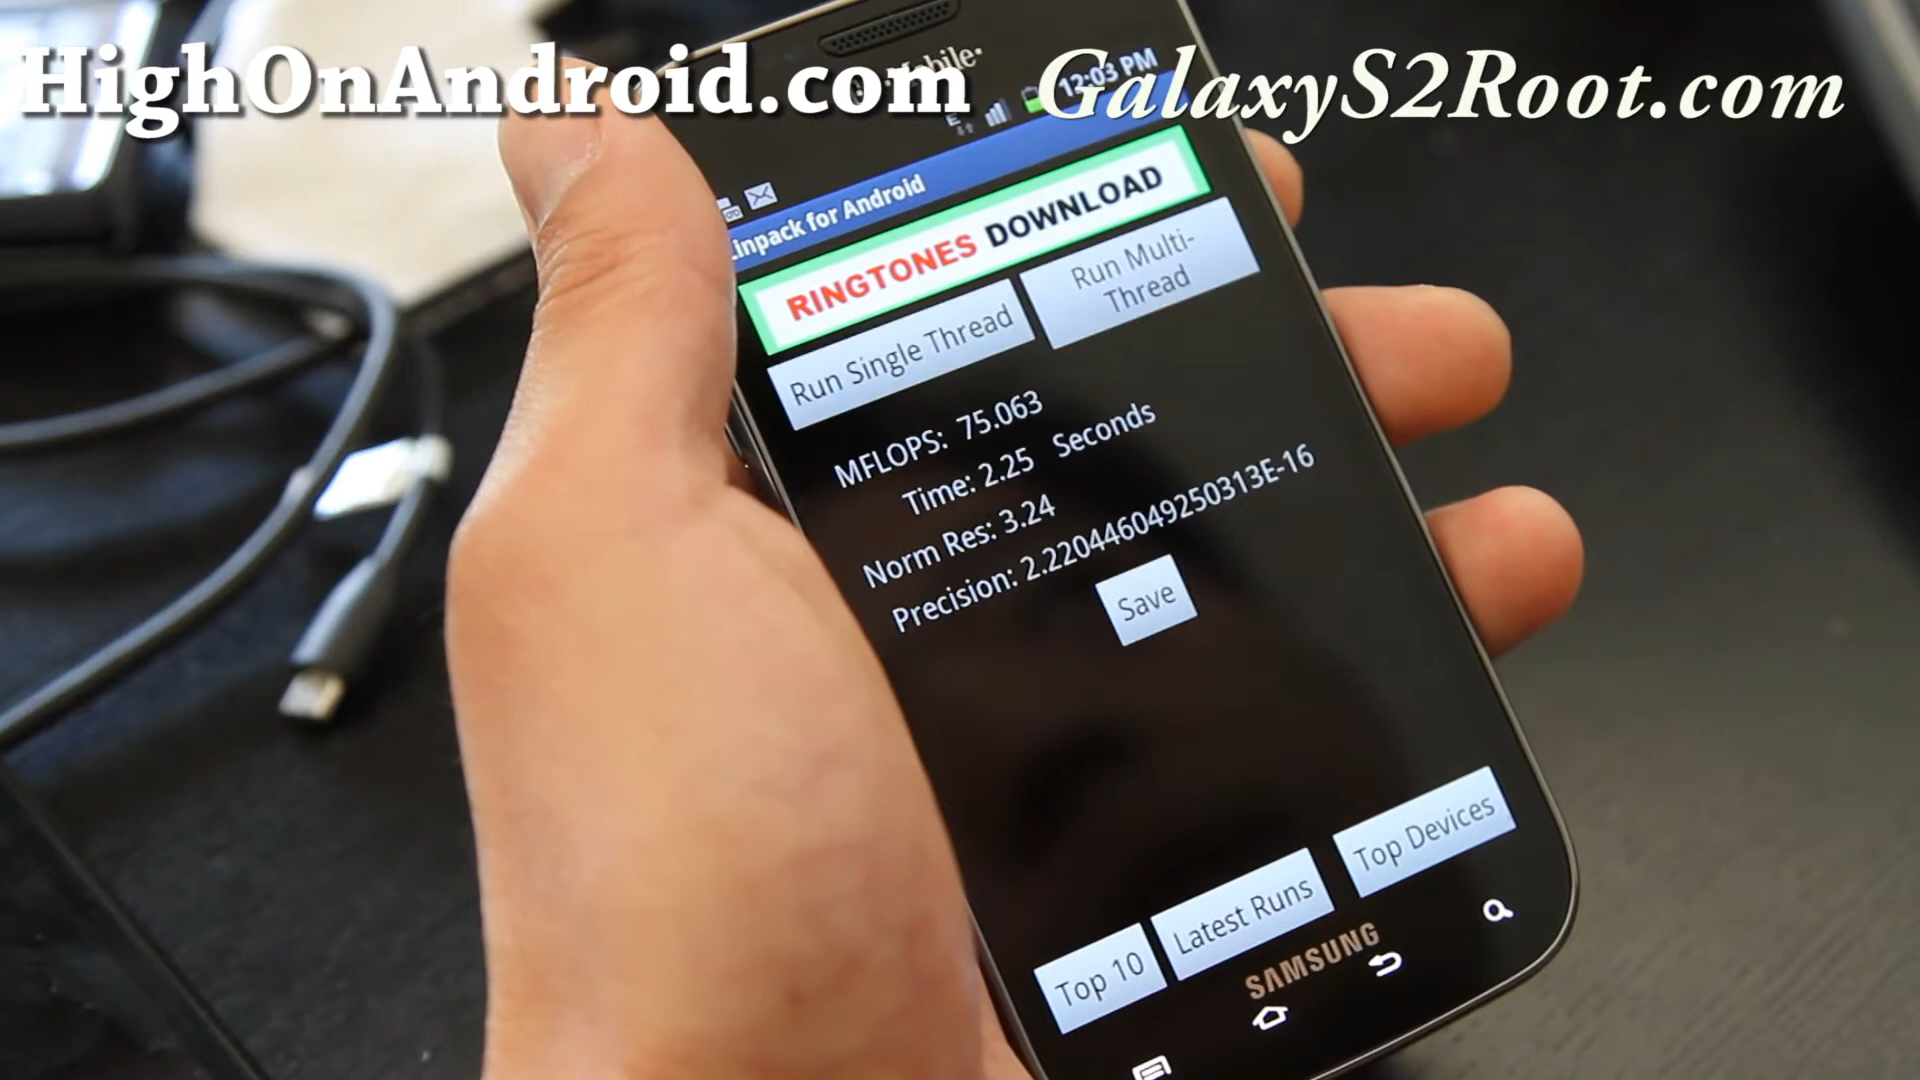 HighOnAndroid.com GalaxyS2Root.com
Mobile
12:03 PM
Linpack for Android
RINGTONES DOWNLOAD
Run Single Thread
Run Multi-
Thread
MFLOPS: 75.063
Time: 2.25 Seconds
Norm Res: 3.24
Precision: 2.220446049250313E-16
Save
Top 10
Latest Runs
Top Devices
SAMSUNG